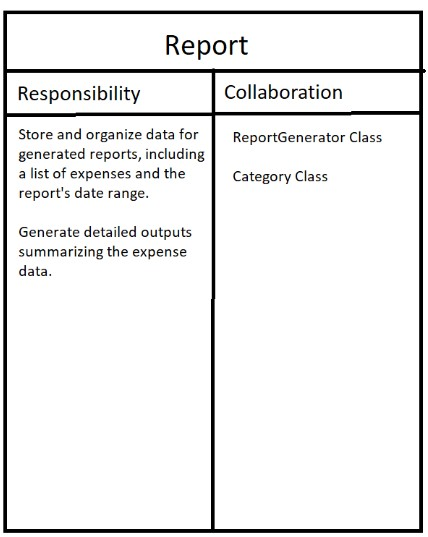 Report
Responsibility
Collaboration
Store and organize data for
generated reports, including
a list of expenses and the
report's date range.
Generate detailed outputs
summarizing the expense
data.
ReportGenerator Class
Category Class